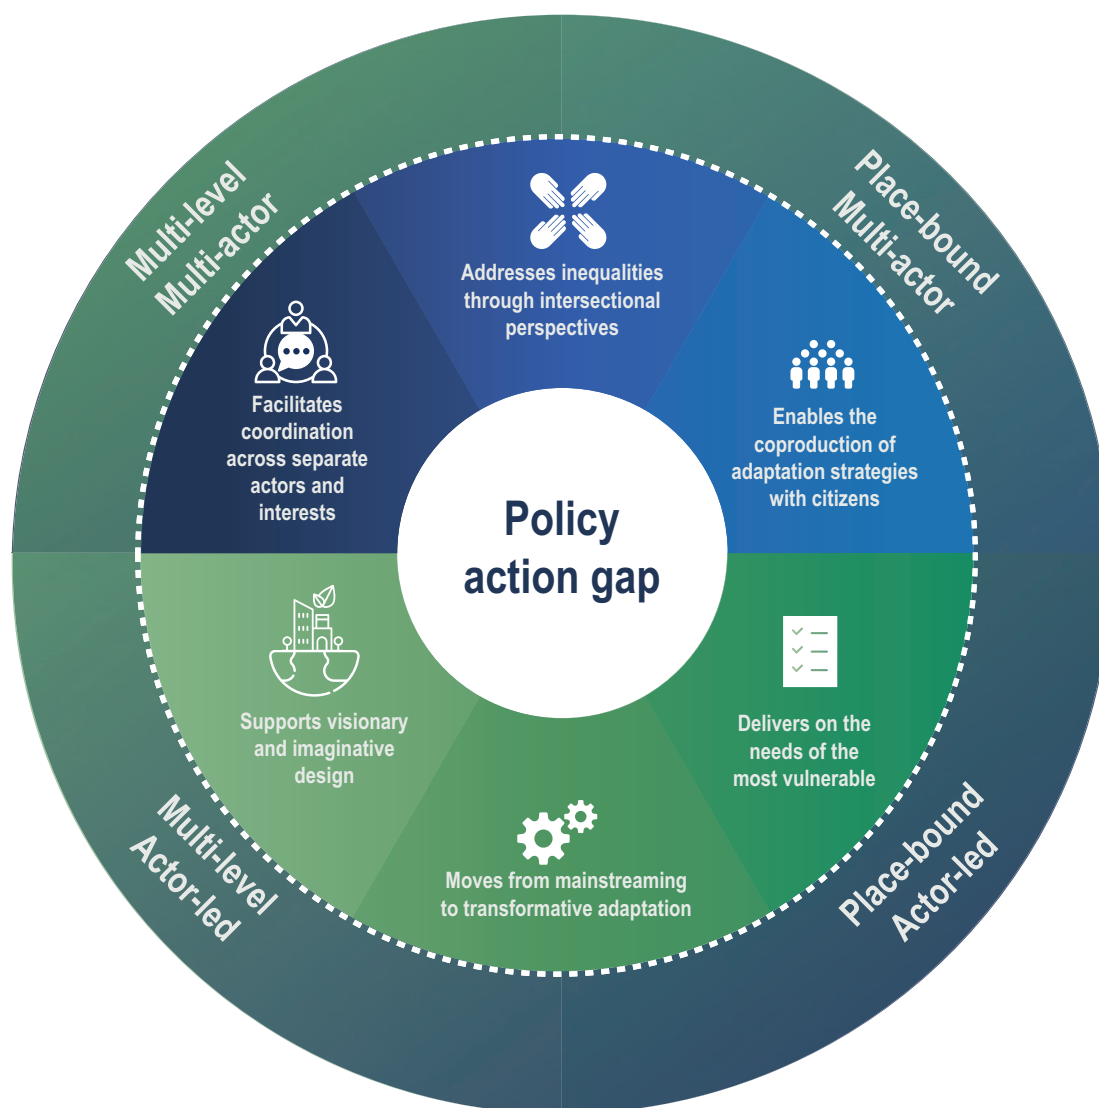 Multi-level
Multi-actor
Place-bound
Multi-actor
Addresses inequalities
through intersectional
perspectives
Facilitates
coordination
across separate
actors and
interests
Enables the
coproduction of
adaptation strategies
with citizens
Policy
action gap
Supports visionary
and imaginative
design
Delivers on the
needs of the
most vulnerable
Moves from mainstreaming
to transformative adaptation
Multi-level
Actor-led
Place-bound
Actor-led